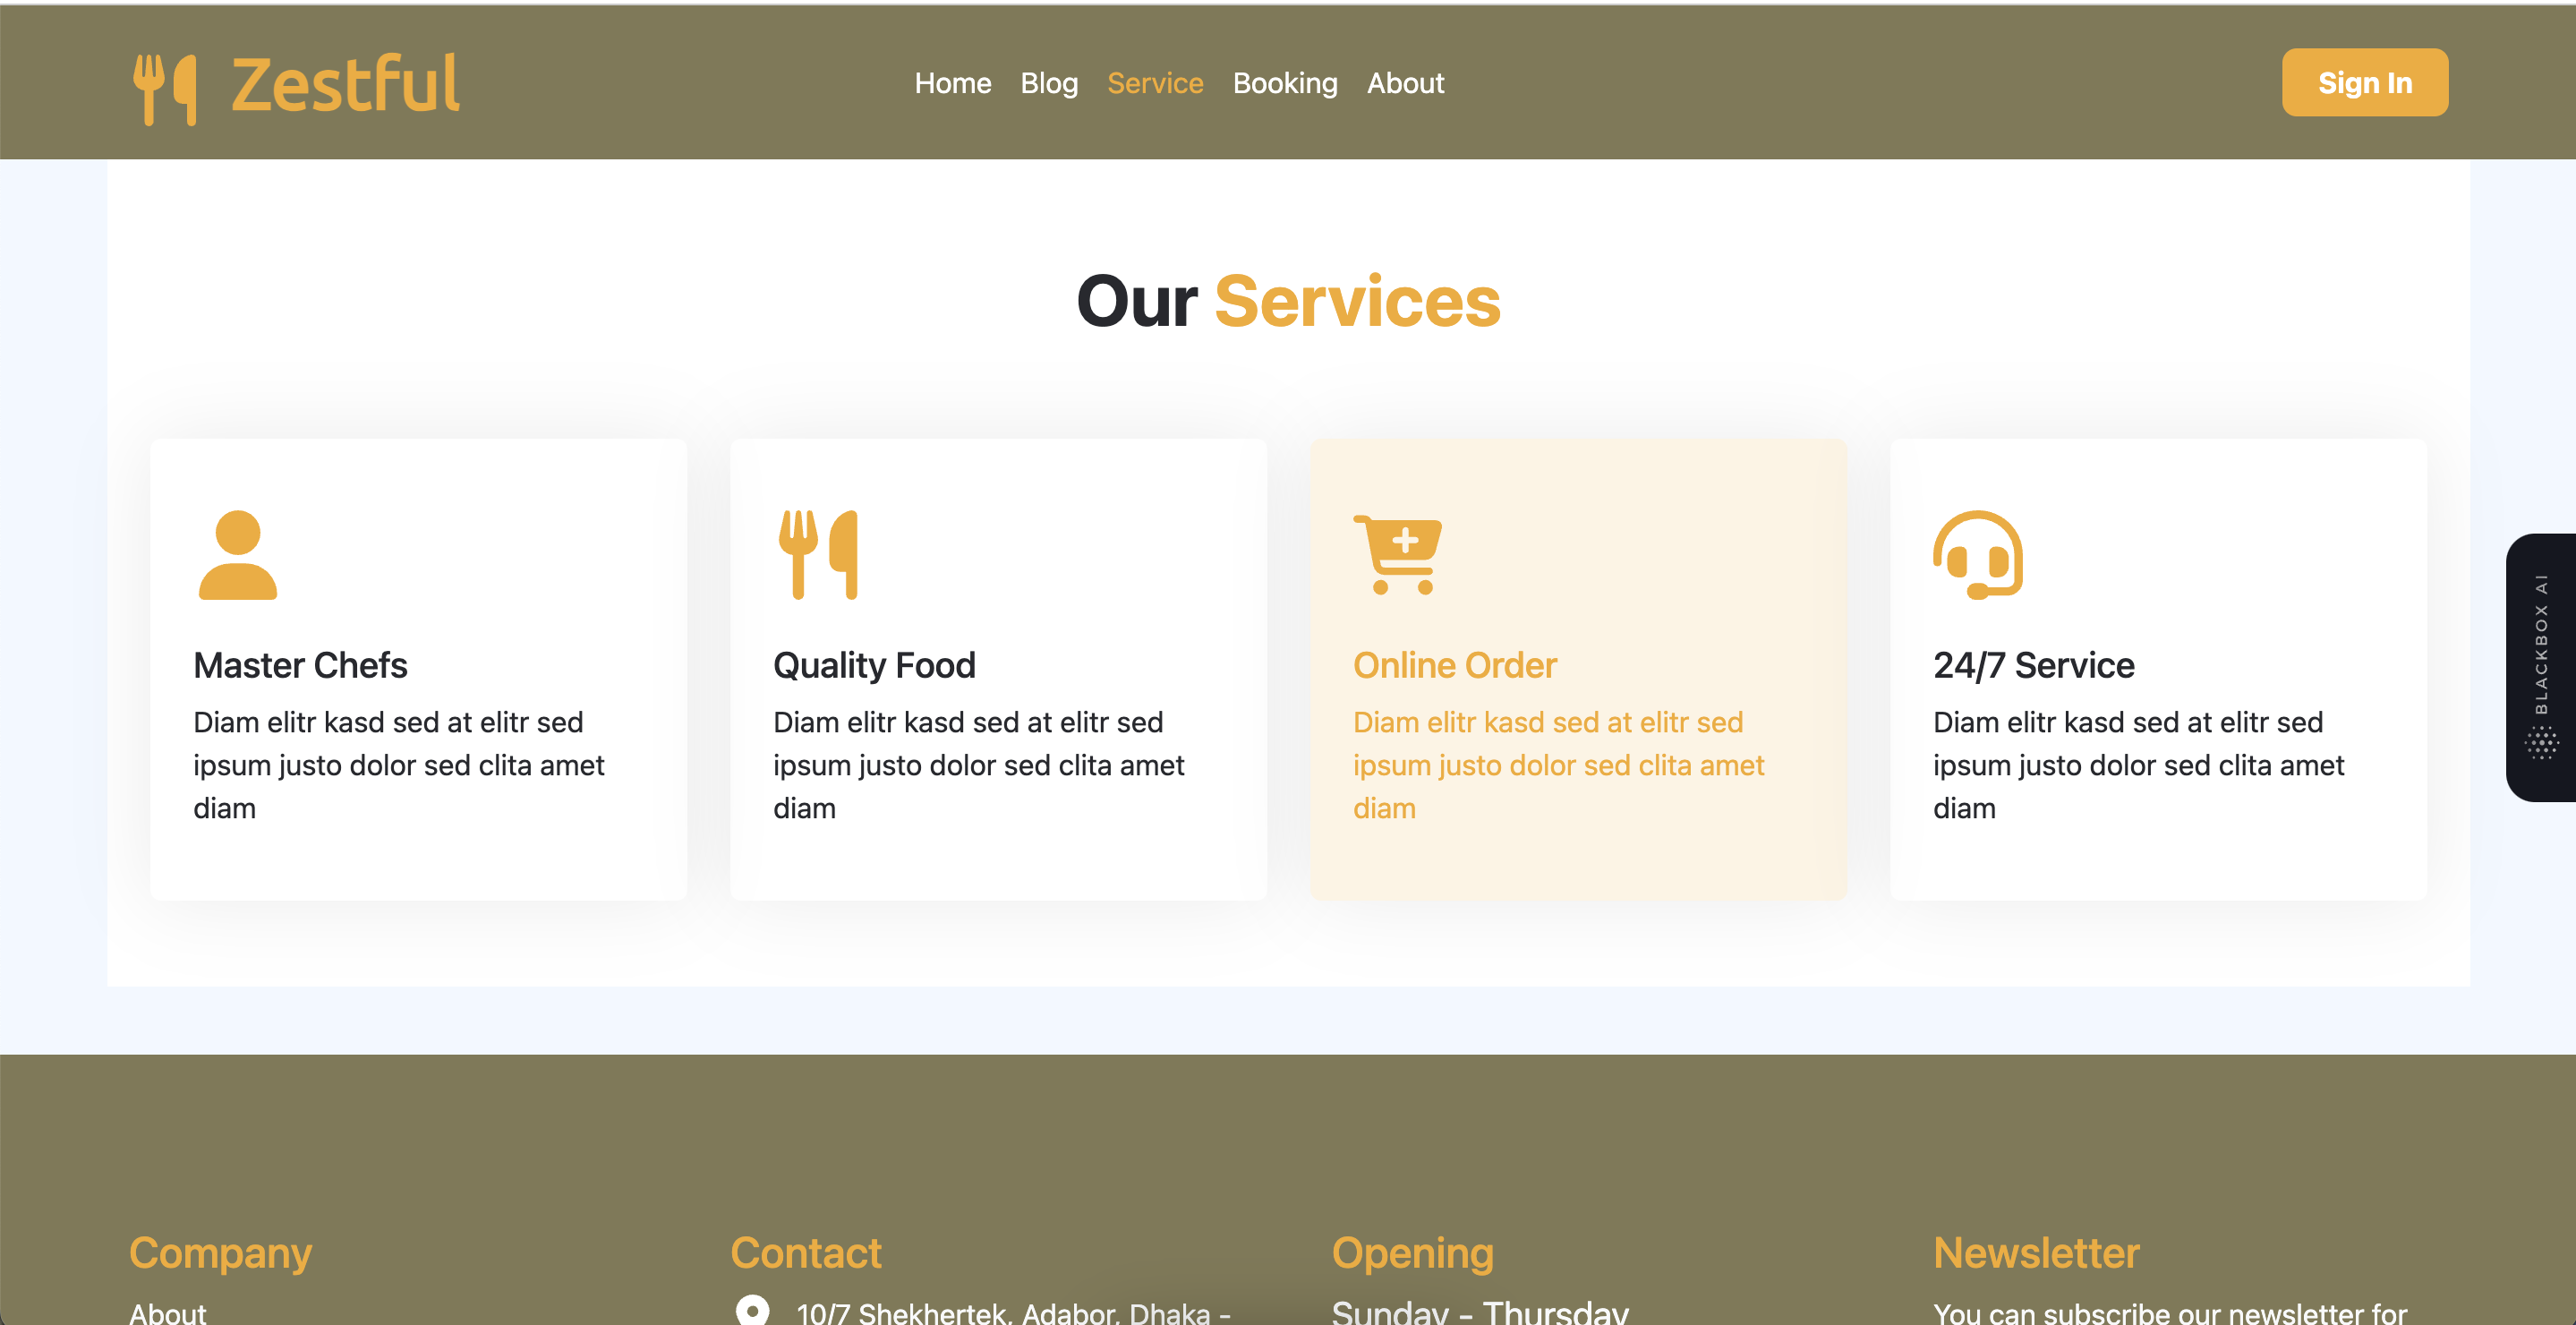 Zestful
Home Blog Service Booking About
Sign In
Our Services
Master Chefs
Diam elitr kasd sed at elitr sed
ipsum justo dolor sed clita amet
diam
Quality Food
Diam elitr kasd sed at elitr sed
ipsum justo dolor sed clita amet
diam
Online Order
Diam elitr kasd sed at elitr sed
ipsum justo dolor sed clita amet
diam
24/7 Service
Diam elitr kasd sed at elitr sed
ipsum justo dolor sed clita amet
diam
BLACKBOX AI
Company
About
Contact
10/7 Shekhertek, Adabor, Dhaka -
Opening
Sunday - Thursday
Newsletter
You can subscribe our newsletter for